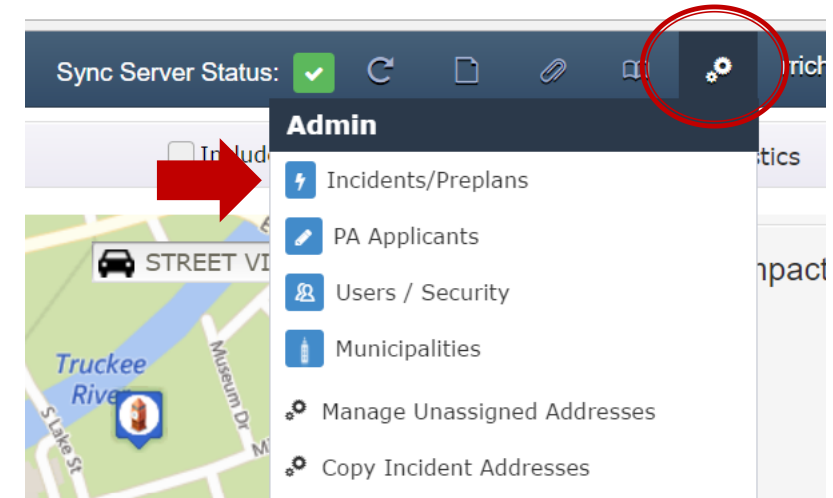 Sync Server Status:
Admin
Incidents/Preplans
PA Applicants
Users / Security
Municipalities
Manage Unassigned Addresses
Copy Incident Addresses
STREET VI
Truckee
River
Museum Dr
S Lake St